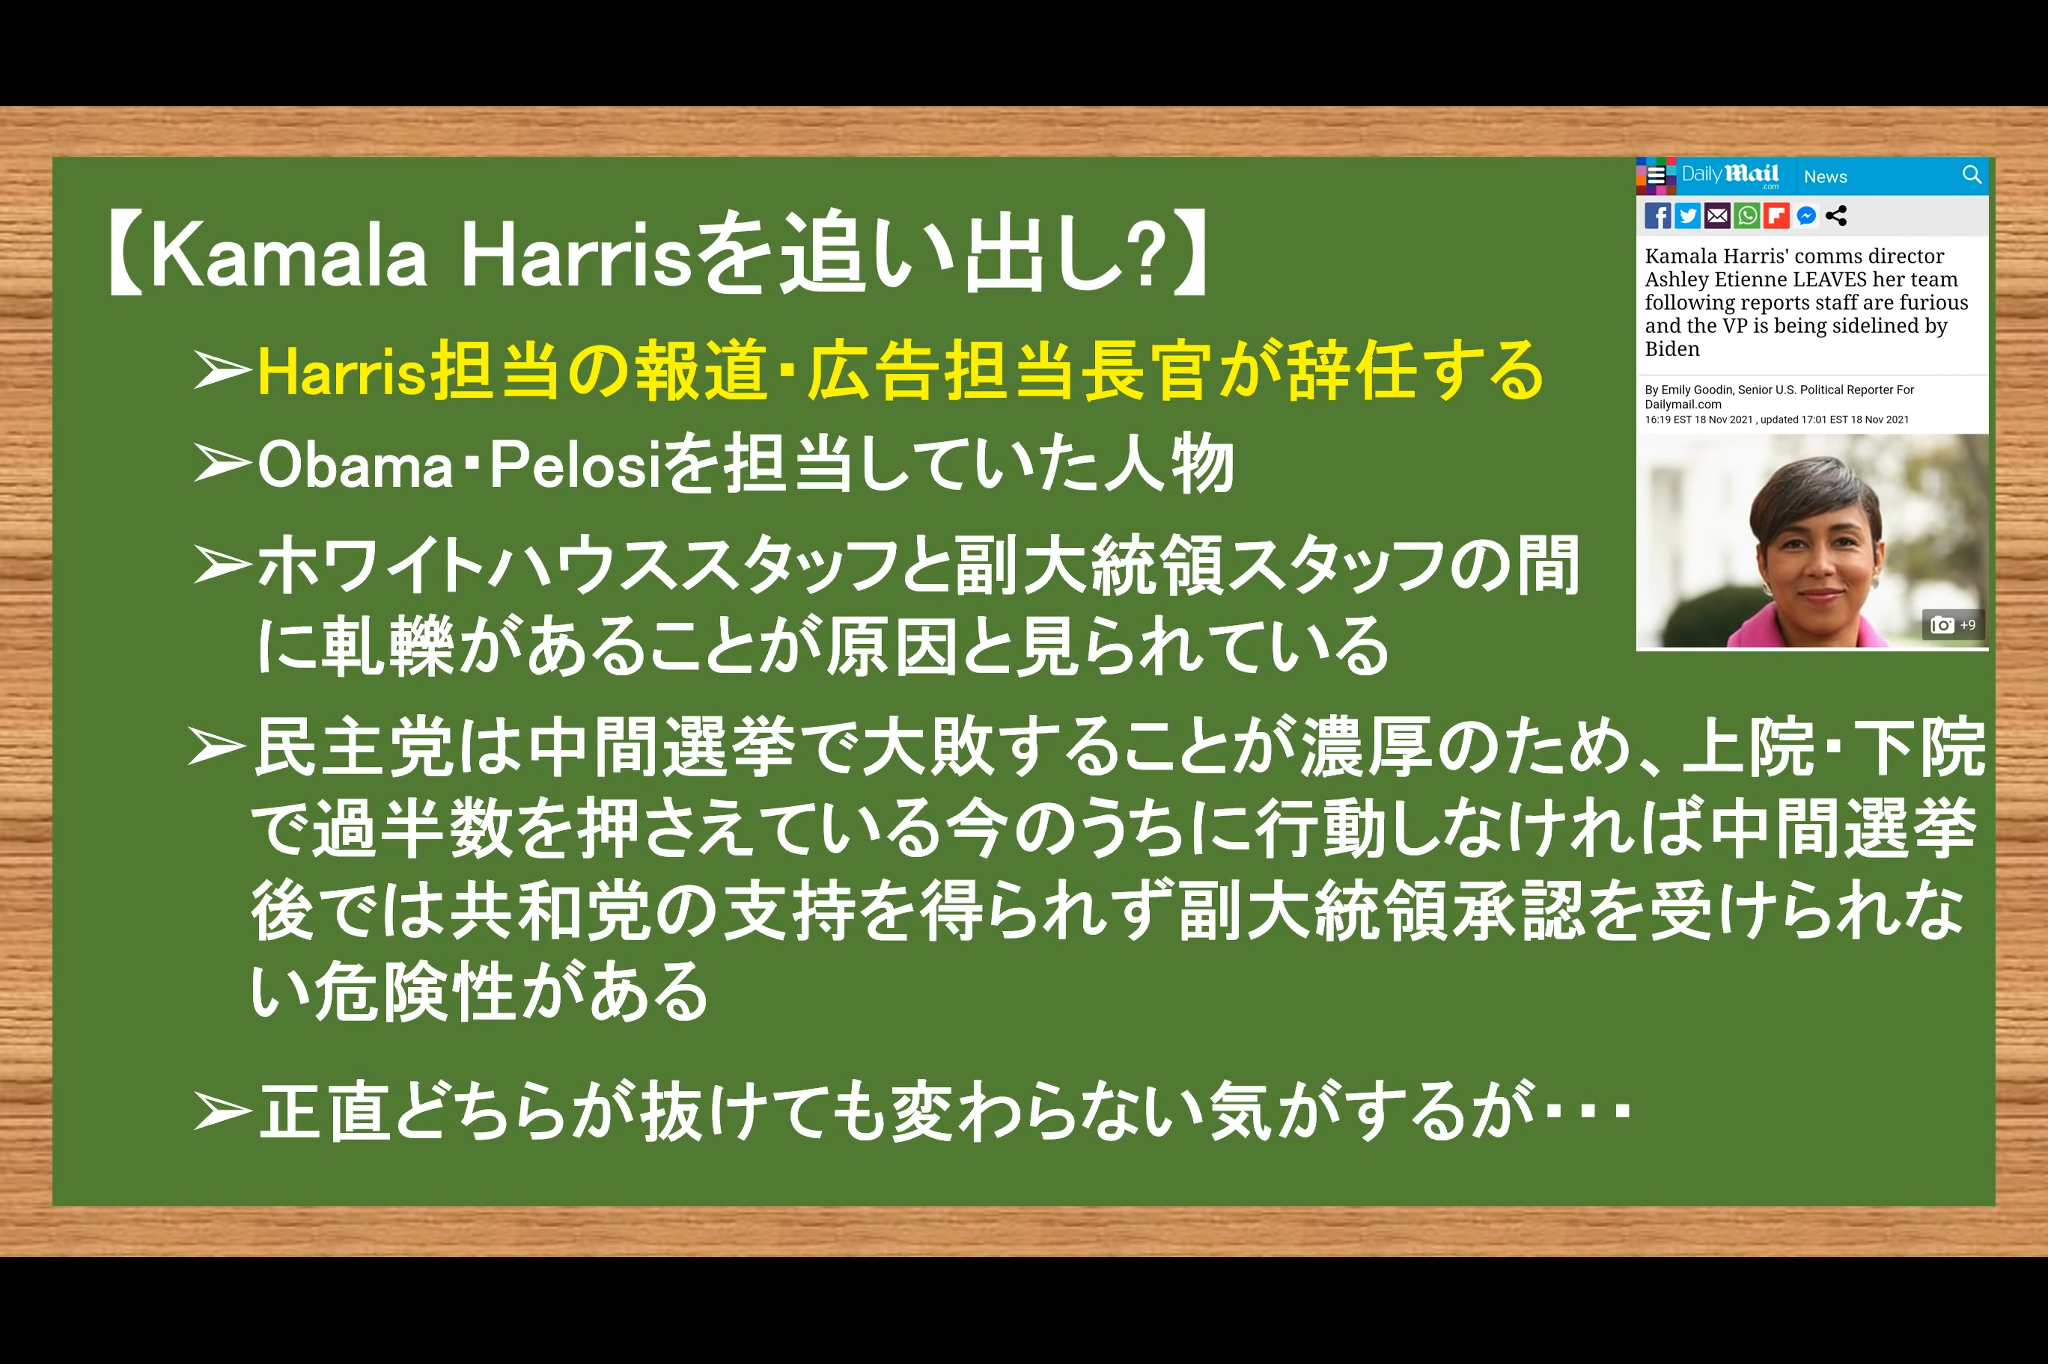 【Kamala Harrisを追い出し?】
➢Harris担当の報道・広告担当長官が辞任する
➢Obama・Pelosiを担当していた人物
➢ホワイトハウススタッフと副大統領スタッフの間
に軋轢があることが原因と見られている
➢民主党は中間選挙で大敗することが濃厚のため、上院・下院
で過半数を押さえている今のうちに行動しなければ中間選挙
後では共和党の支持を得られず副大統領承認を受けられな
い危険性がある
➢正直どちらが抜けても変わらない気がするが・・・
Daily Mail .com News
Kamala Harris' comms director
Ashley Etienne LEAVES her team
following reports staff are furious
and the VP is being sidelined by
Biden
By Emily Goodin, Senior U.S. Political Reporter For
Dailymail.com
16:19 EST 18 Nov 2021 , updated 17:01 EST 18 Nov 2021
+9